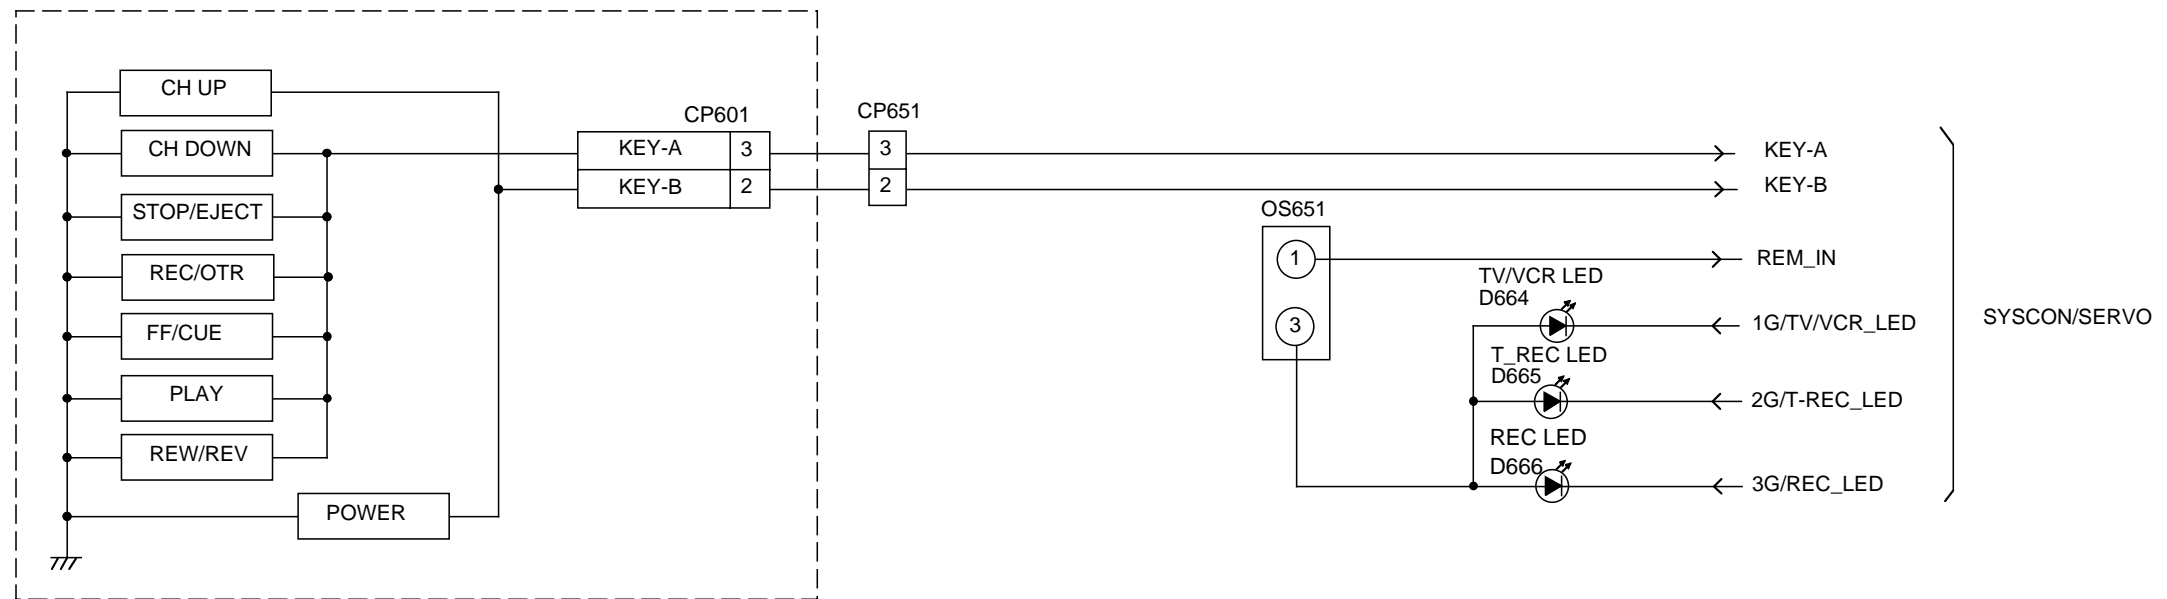 CH UP
CH DOWN
STOP/EJECT
REC/OTR
FF/CUE
PLAY
REW/REV
POWER
CP601
KEY-A 3
KEY-B 2
CP651
3
2
KEY-A
KEY-B
OS651
1
3
REM_IN
TV/VCR LED
D664
1G/TV/VCR_LED
T_REC LED
D665
2G/T-REC_LED
REC LED
D666
3G/REC_LED
SYSCON/SERVO